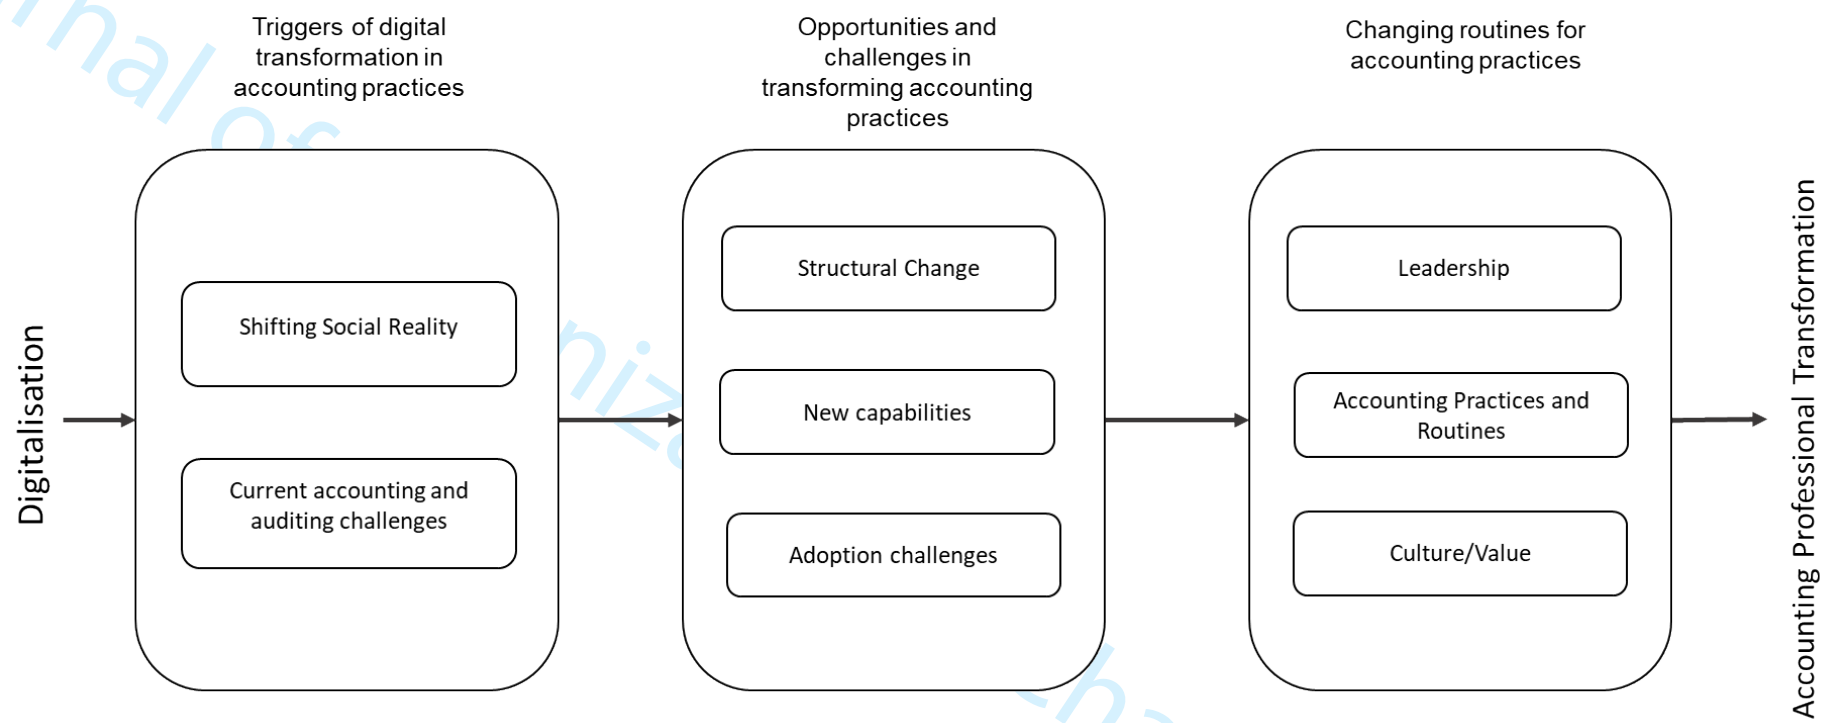 Triggers of digital
transformation in
accounting practices
Opportunities and
challenges in
transforming accounting
practices
Changing routines for
accounting practices
Digitalisation
Shifting Social Reality
Current accounting and
auditing challenges
Structural Change
New capabilities
Adoption challenges
Leadership
Accounting Practices and
Routines
Culture/Value
Accounting Professional Transformation
of